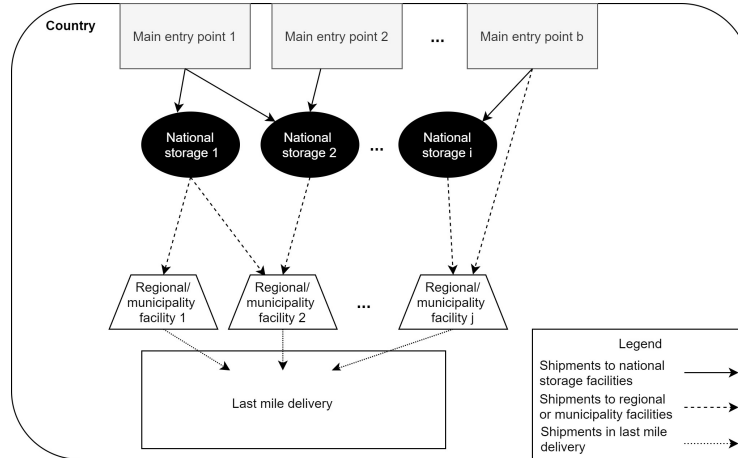 Country
Main entry point 1
Main entry point 2
...
Main entry point b
National
storage 1
National
storage 2
...
National
storage i
Regional/
municipality
facility 1
Regional/
municipality
facility 2
...
Regional/
municipality
facility j
Last mile delivery
Legend
Shipments to national
storage facilities
Shipments to regional
or municipality facilities
Shipments in last mile
delivery